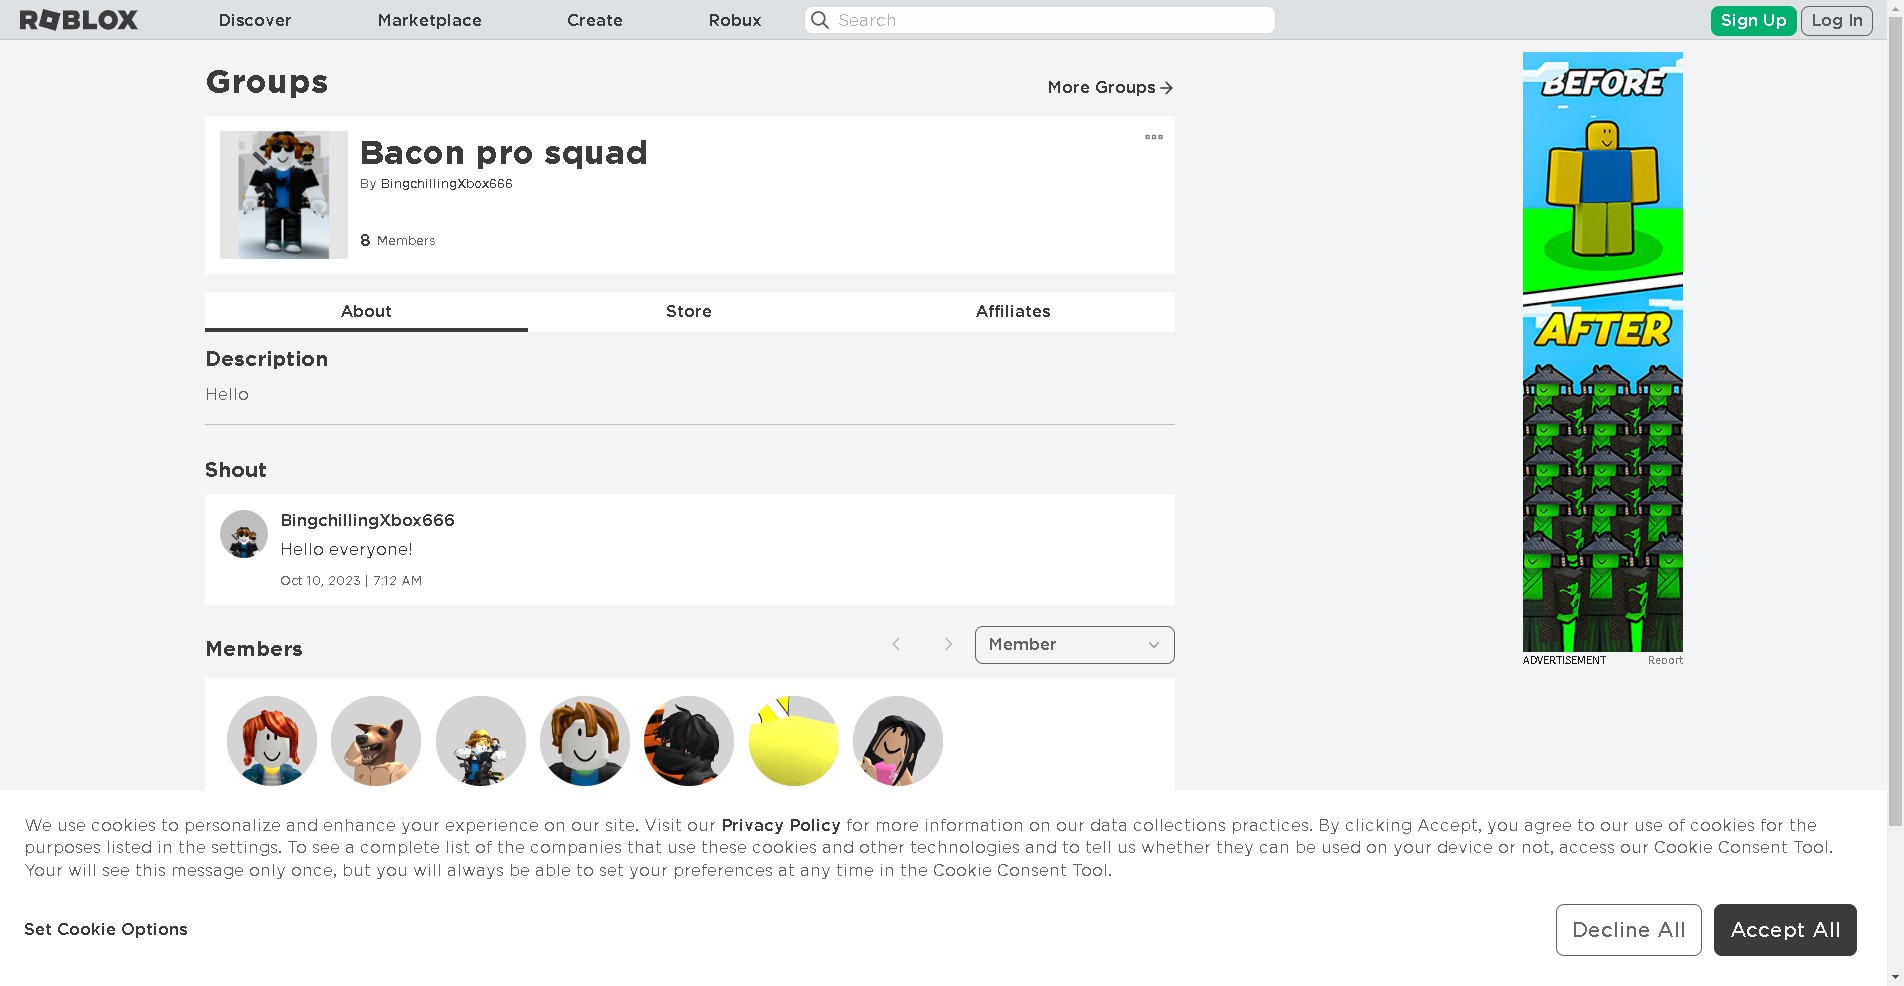 ROBLOX Discover Marketplace Create Robux Search Sign Up Log In
Groups
More Groups
Bacon pro squad
By BingchillingXbox666
8 Members
About Store Affiliates
Description
Hello
Shout
BingchillingXbox666
Hello everyone!
Oct 10, 2023 | 7:12 AM
Members
Member
BEFORE
AFTER
ADVERTISEMENT Report
We use cookies to personalize and enhance your experience on our site. Visit our Privacy Policy for more information on our data collections practices. By clicking Accept, you agree to our use of cookies for the
purposes listed in the settings. To see a complete list of the companies that use these cookies and other technologies and to tell us whether they can be used on your device or not, access our Cookie Consent Tool.
Your will see this message only once, but you will always be able to set your preferences at any time in the Cookie Consent Tool.
Set Cookie Options
Decline All Accept All